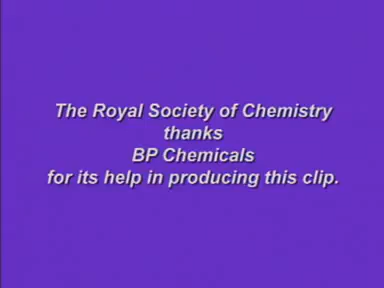 The Royal Society of Chemistry
thanks
BP Chemicals
for its help in producing this clip.